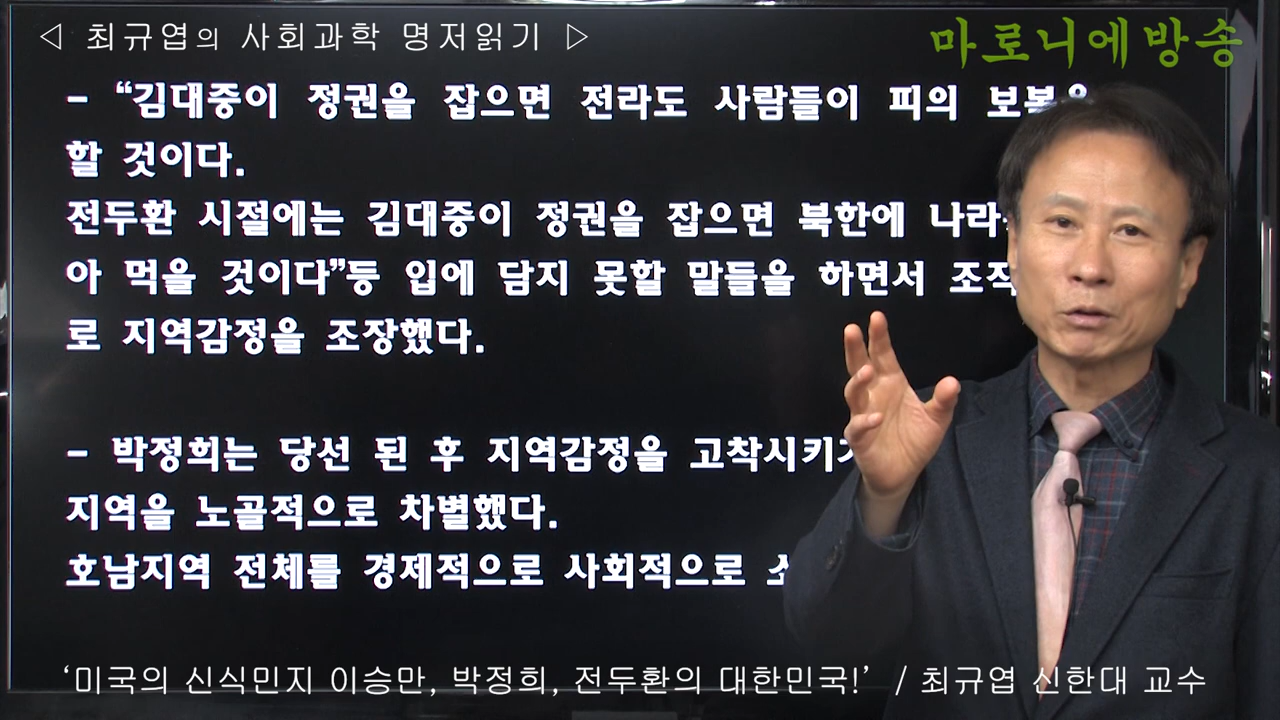 ◁ 최규엽의 사회과학 명저읽기 ▷
마로니에방송
- “김대중이 정권을 잡으면 전라도 사람들이 피의 보복을
할 것이다.
전두환 시절에는 김대중이 정권을 잡으면 북한에 나라를
아 먹을 것이다”등 입에 담지 못할 말들을 하면서 조직
로 지역감정을 조장했다.
- 박정희는 당선 된 후 지역감정을 고착시키기
지역을 노골적으로 차별했다.
호남지역 전체를 경제적으로 사회적으로
‘미국의 신식민지 이승만, 박정희, 전두환의 대한민국!’ / 최규엽 신한대 교수